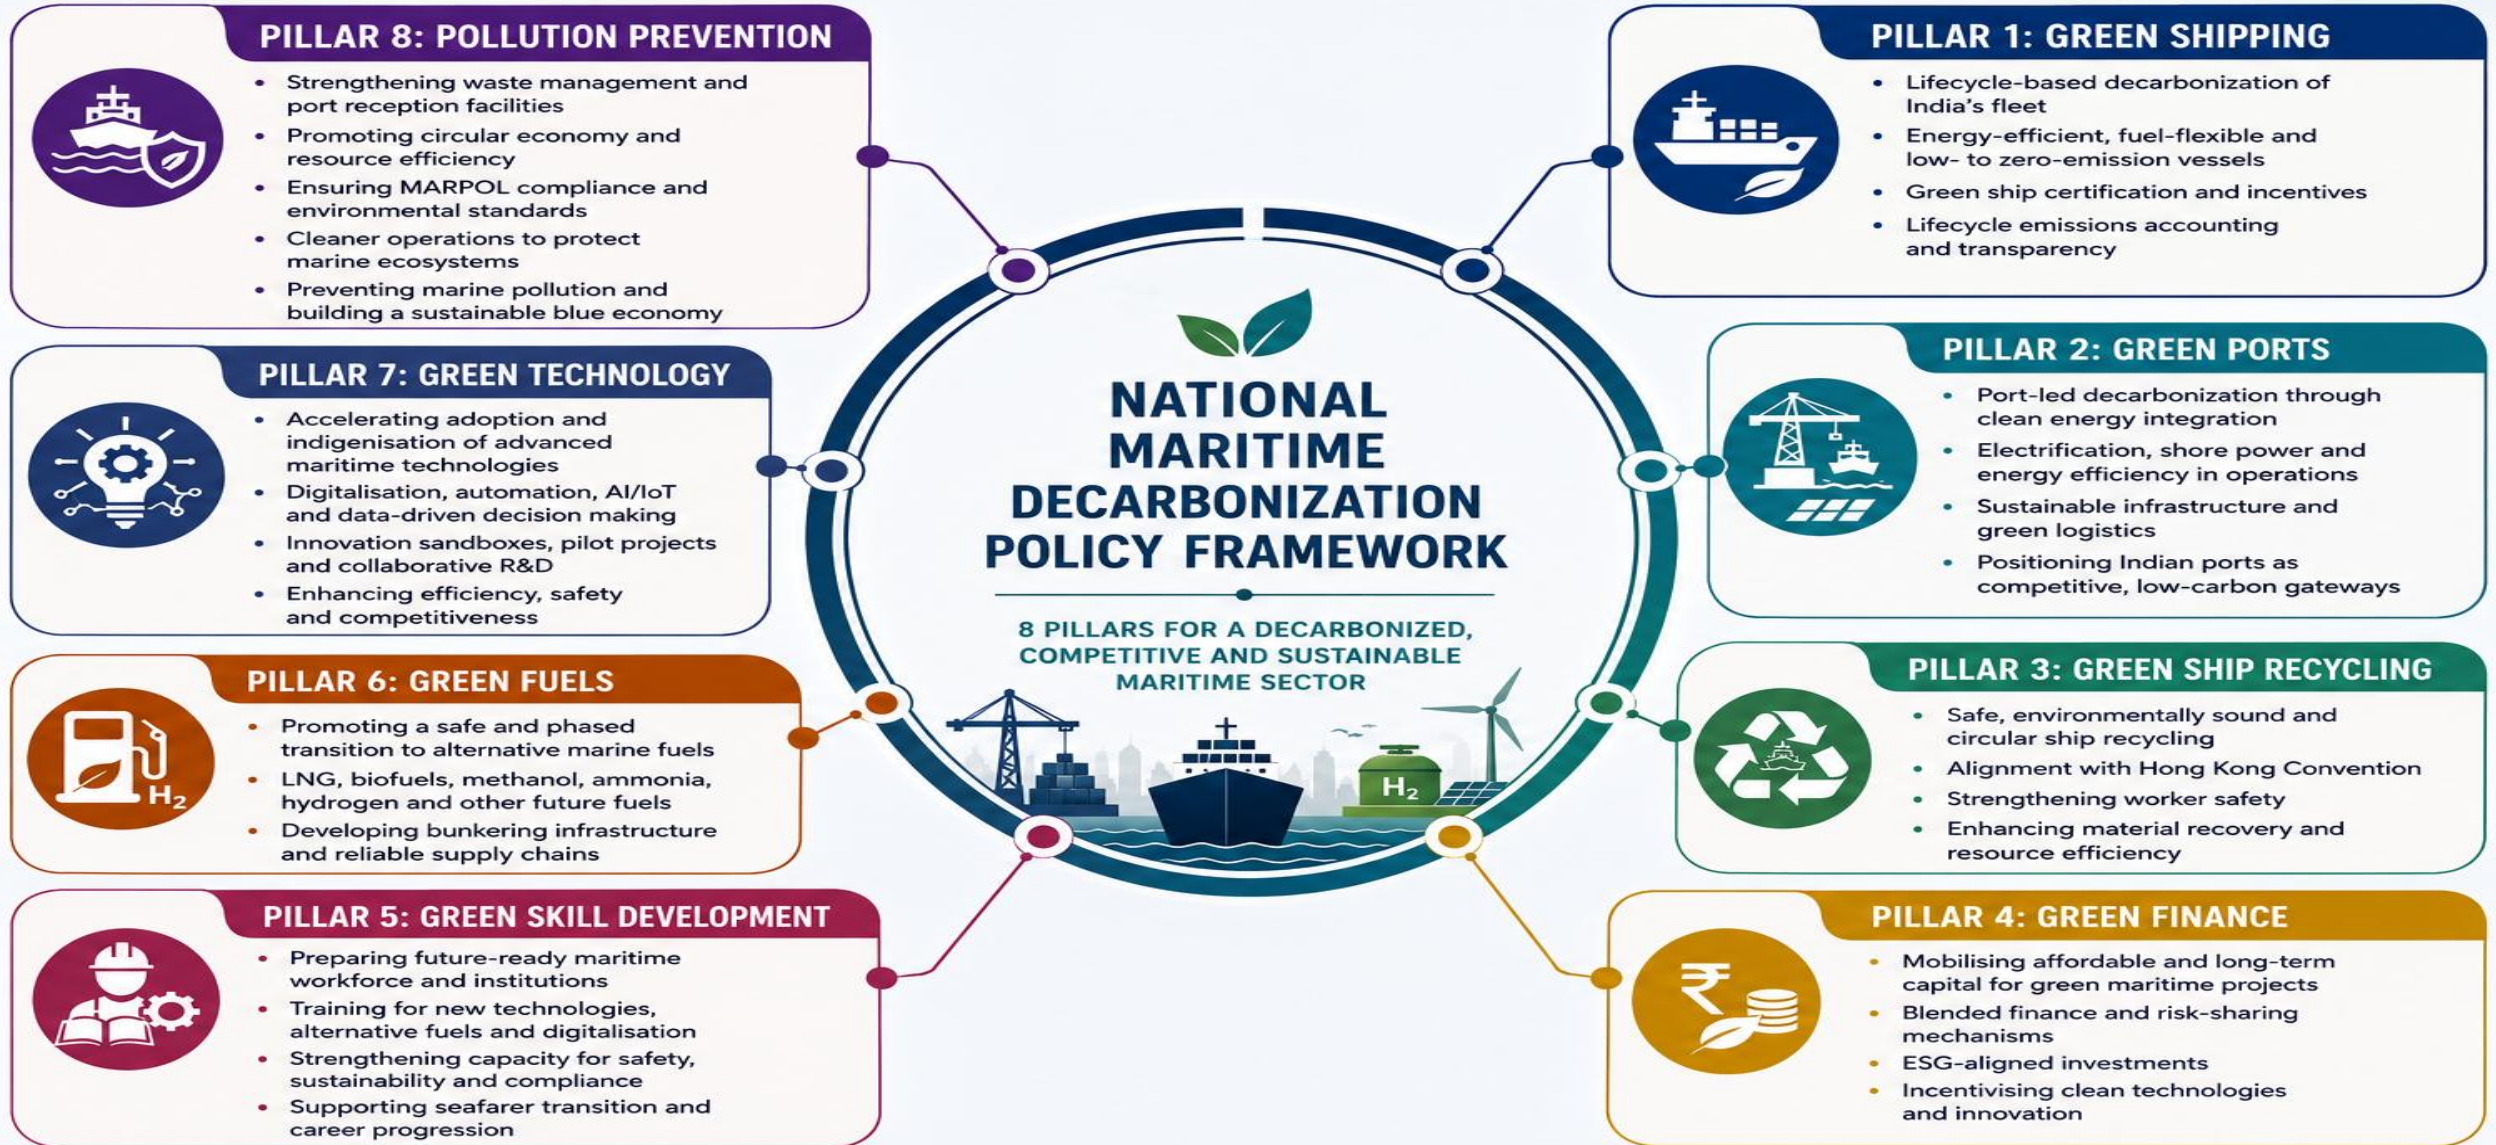 PILLAR 8: POLLUTION PREVENTION
• Strengthening waste management and
port reception facilities
• Promoting circular economy and
resource efficiency
• Ensuring MARPOL compliance and
environmental standards
• Cleaner operations to protect
marine ecosystems
• Preventing marine pollution and
building a sustainable blue economy
PILLAR 7: GREEN TECHNOLOGY
• Accelerating adoption and
indigenisation of advanced
maritime technologies
• Digitalisation, automation, AI/IoT
and data-driven decision making
• Innovation sandboxes, pilot projects
and collaborative R&D
• Enhancing efficiency, safety
and competitiveness
PILLAR 6: GREEN FUELS
H₂
• Promoting a safe and phased
transition to alternative marine fuels
• LNG, biofuels, methanol, ammonia,
hydrogen and other future fuels
• Developing bunkering infrastructure
and reliable supply chains
PILLAR 5: GREEN SKILL DEVELOPMENT
• Preparing future-ready maritime
workforce and institutions
• Training for new technologies,
alternative fuels and digitalisation
• Strengthening capacity for safety,
sustainability and compliance
• Supporting seafarer transition and
career progression
NATIONAL
MARITIME
DECARBONIZATION
POLICY FRAMEWORK
8 PILLARS FOR A DECARBONIZED,
COMPETITIVE AND SUSTAINABLE
MARITIME SECTOR
H₂
PILLAR 1: GREEN SHIPPING
• Lifecycle-based decarbonization of
India's fleet
• Energy-efficient, fuel-flexible and
low- to zero-emission vessels
• Green ship certification and incentives
• Lifecycle emissions accounting
and transparency
PILLAR 2: GREEN PORTS
• Port-led decarbonization through
clean energy integration
• Electrification, shore power and
energy efficiency in operations
• Sustainable infrastructure and
green logistics
• Positioning Indian ports as
competitive, low-carbon gateways
PILLAR 3: GREEN SHIP RECYCLING
• Safe, environmentally sound and
circular ship recycling
• Alignment with Hong Kong Convention
• Strengthening worker safety
• Enhancing material recovery and
resource efficiency
PILLAR 4: GREEN FINANCE
₹
• Mobilising affordable and long-term
capital for green maritime projects
• Blended finance and risk-sharing
mechanisms
• ESG-aligned investments
• Incentivising clean technologies
and innovation